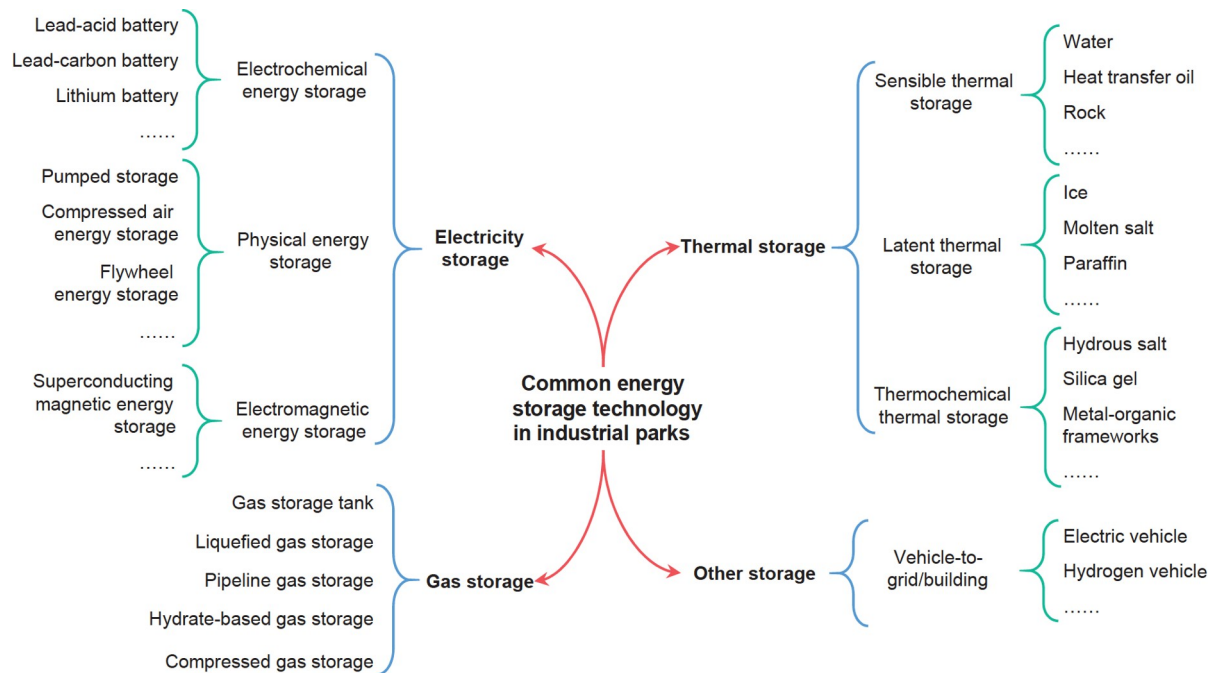 Common energy
storage technology
in industrial parks
Electricity
storage
Electrochemical
energy storage
Lead-acid battery
Lead-carbon battery
Lithium battery
......
Physical energy
storage
Pumped storage
Compressed air
energy storage
Flywheel
energy storage
......
Electromagnetic
energy storage
Superconducting
magnetic energy
storage
......
Gas storage
Gas storage tank
Liquefied gas storage
Pipeline gas storage
Hydrate-based gas storage
Compressed gas storage
Thermal storage
Sensible thermal
storage
Water
Heat transfer oil
Rock
......
Latent thermal
storage
Ice
Molten salt
Paraffin
......
Thermochemical
thermal storage
Hydrous salt
Silica gel
Metal-organic
frameworks
......
Other storage
Vehicle-to-
grid/building
Electric vehicle
Hydrogen vehicle
......